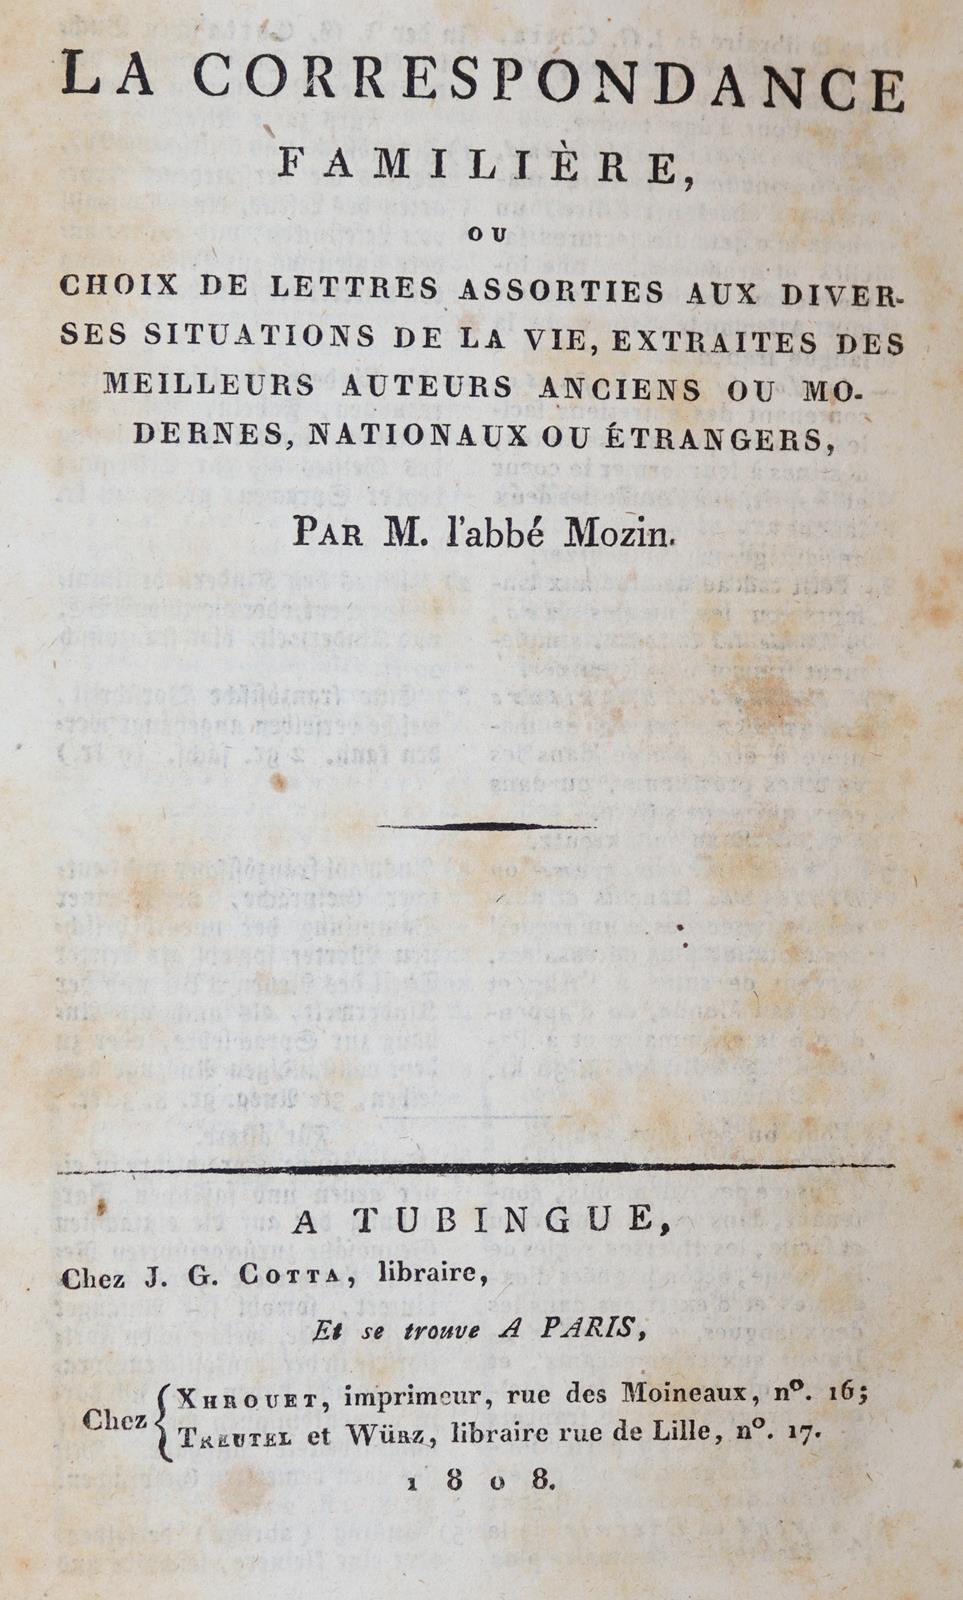 LA CORRESPONDANCE
FAMILIÈRE,
OU
CHOIX DE LETTRES ASSORTIES AUX DIVER-
SES SITUATIONS DE LA VIE, EXTRAITES DES
MEILLEURS AUTEURS ANCIENS OU MO-
DERNES, NATIONAUX OU ÉTRANGERS,
PAR M. l'abbé Mozin.
A TUBINGUE,
Chez J. G. COTTA, libraire,
Et se trouve A PARIS,
Chez { XHROUET, imprimeur, rue des Moineaux, nº. 16;
TREUTEL et WÜRZ, libraire rue de Lille, nº. 17.
1808.